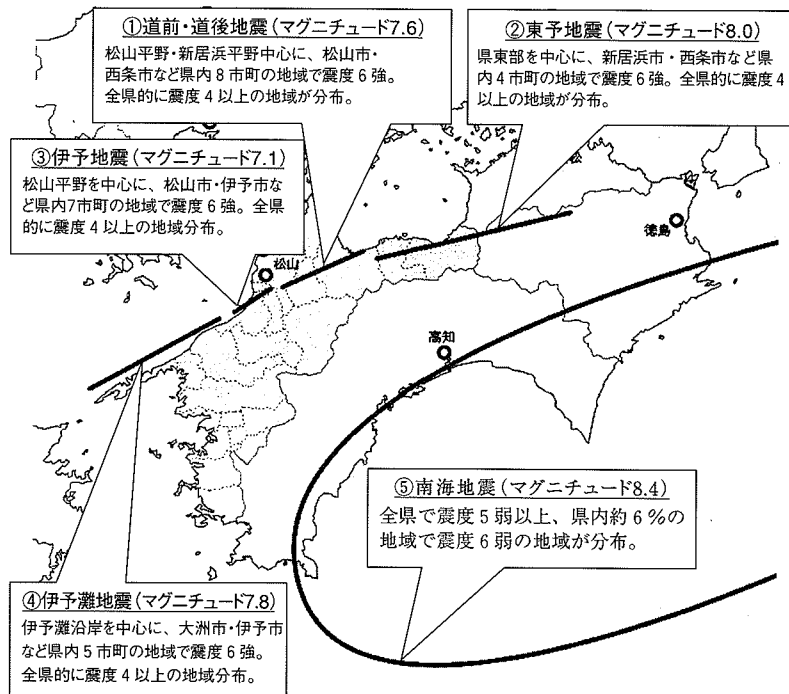 ①道前・道後地震（マグニチュード7.6）
松山平野・新居浜平野中心に、松山市・
西条市など県内８市町の地域で震度６強。
全県的に震度４以上の地域が分布。
②東予地震（マグニチュード8.0）
県東部を中心に、新居浜市・西条市など県
内４市町の地域で震度６強。全県的に震度４
以上の地域が分布。
③伊予地震（マグニチュード7.1）
松山平野を中心に、松山市・伊予市な
ど県内7市町の地域で震度６強。全県
的に震度４以上の地域分布。
松
徳島
松山
高知
⑤南海地震（マグニチュード8.4）
全県で震度５弱以上、県内約６％の
地域で震度６弱の地域が分布。
④伊予灘地震（マグニチュード7.8）
伊予灘沿岸を中心に、大洲市・伊予市
など県内５市町の地域で震度６強。
全県的に震度４以上の地域分布。